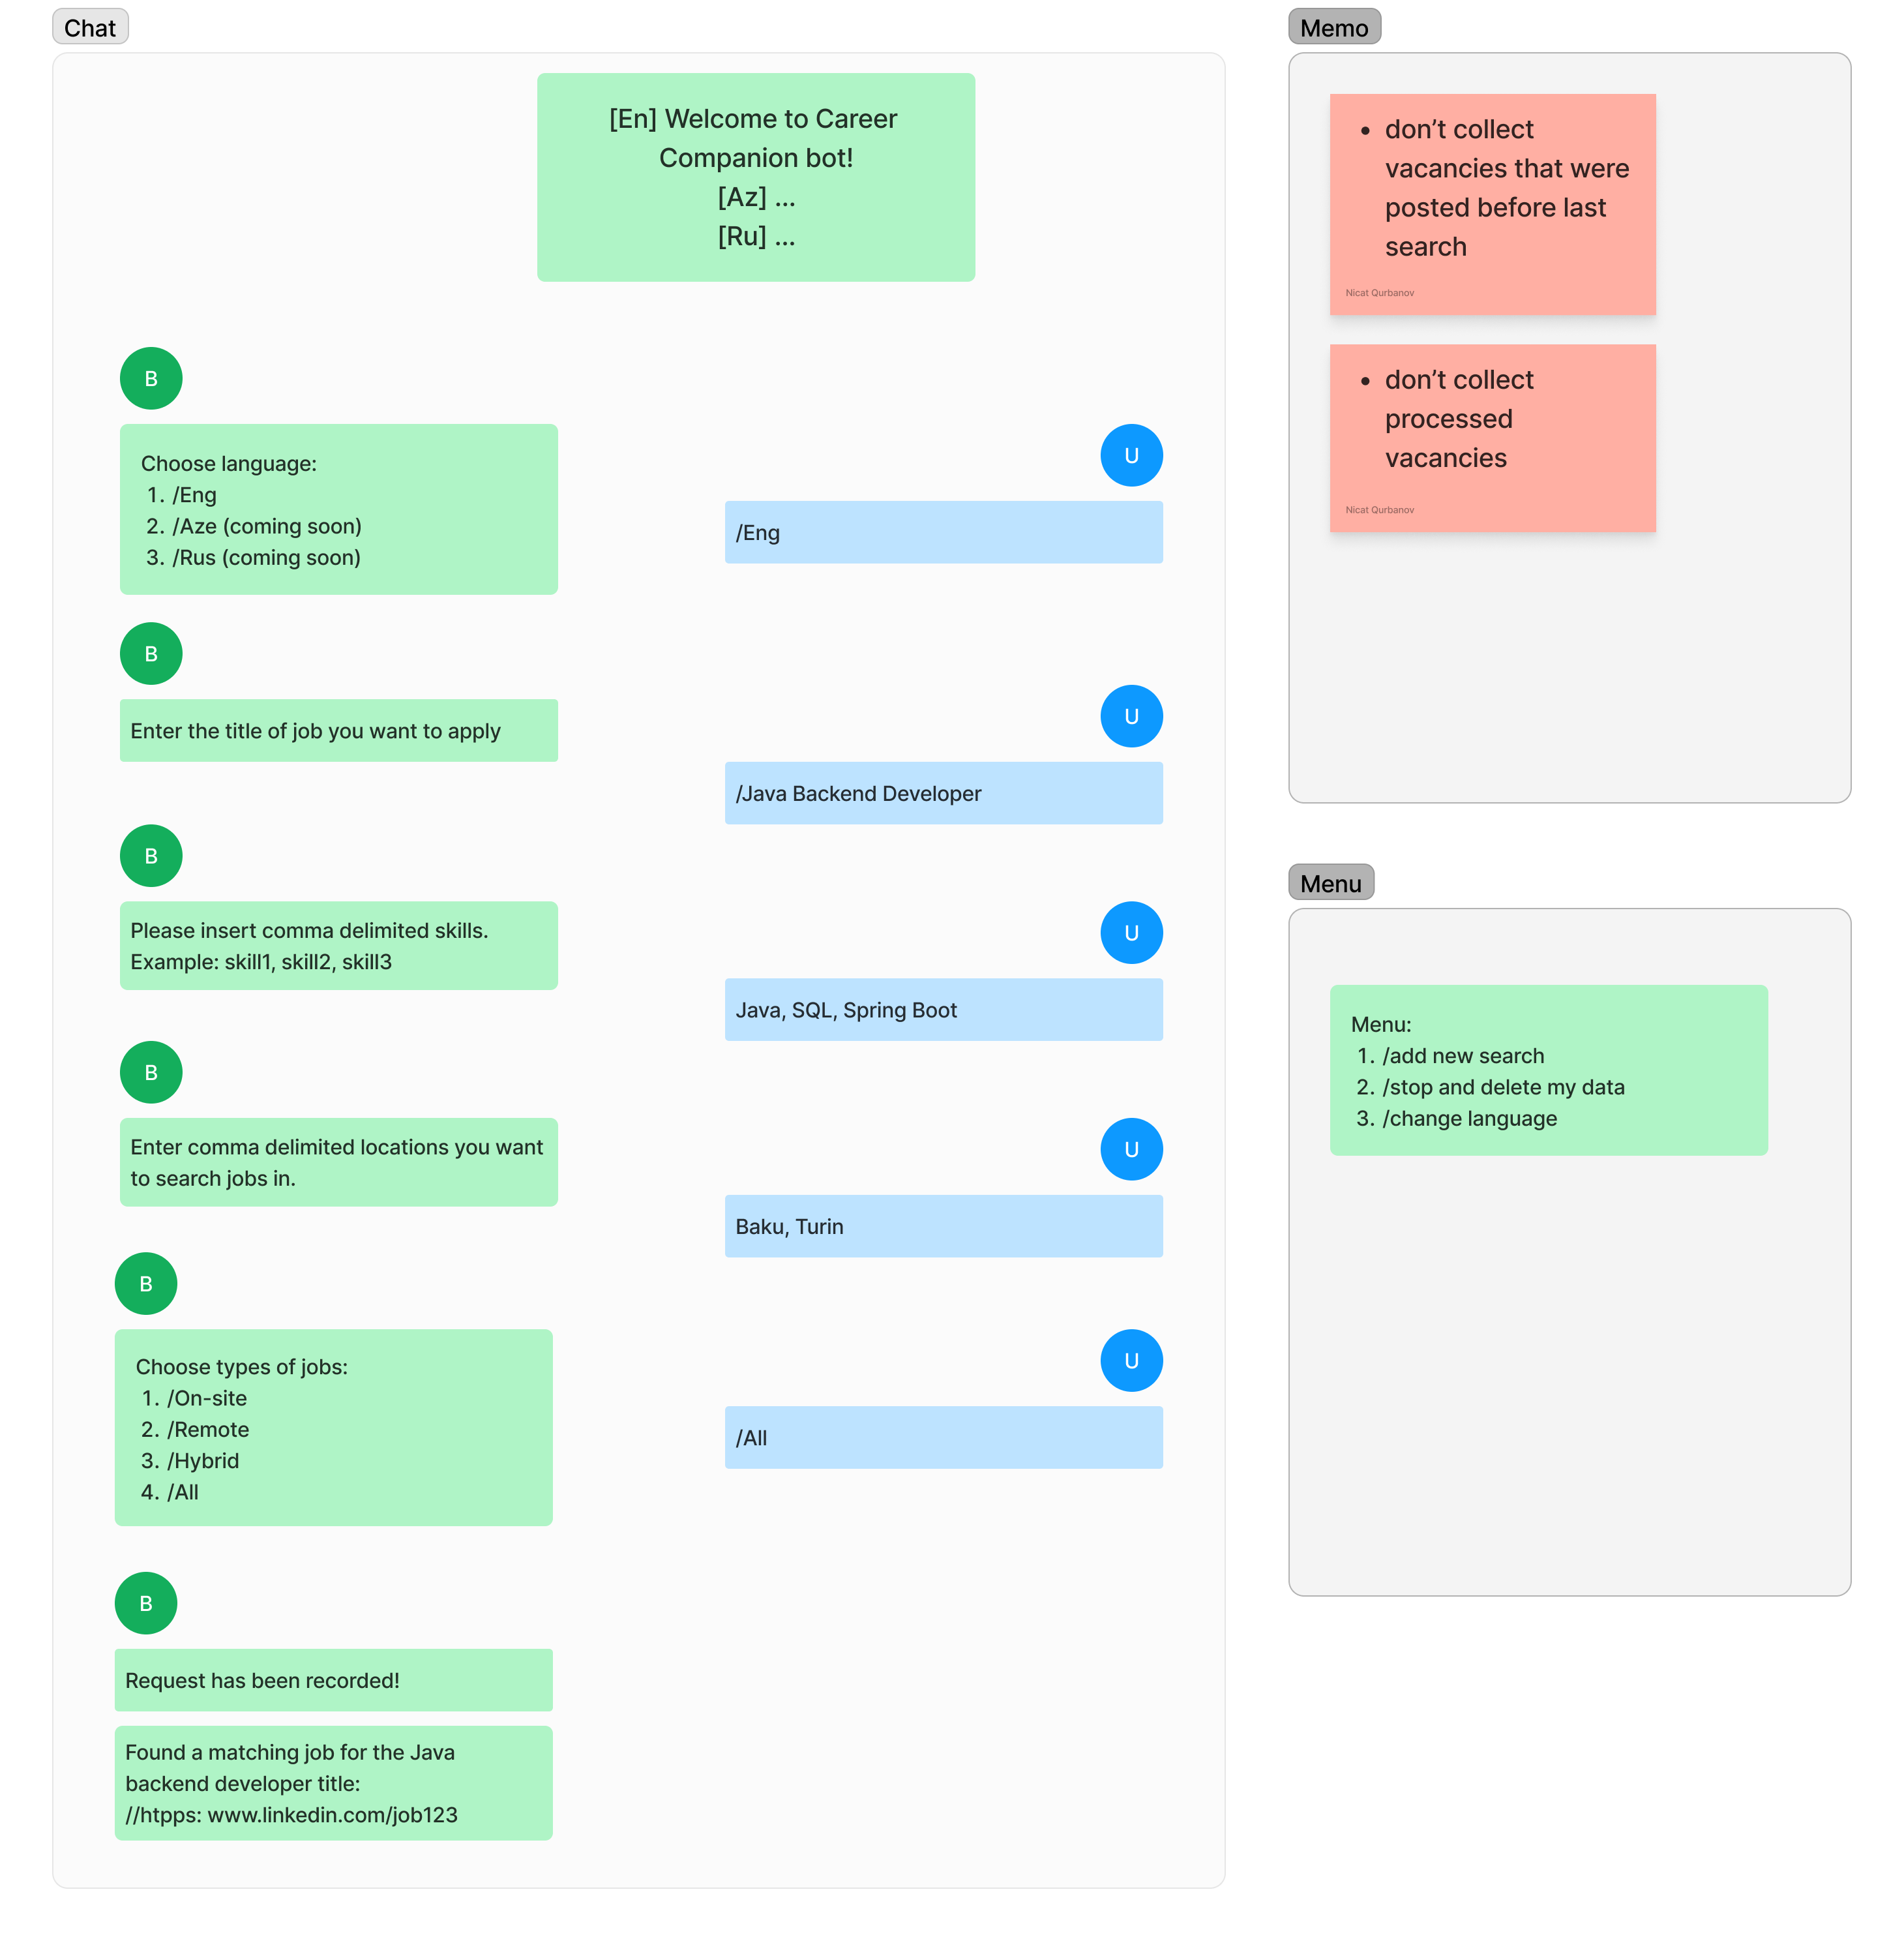 Chat
[En] Welcome to Career
Companion bot!
[Az] ...
[Ru] ...
B
Choose language:
1. /Eng
2. /Aze (coming soon)
3. /Rus (coming soon)
U
/Eng
B
Enter the title of job you want to apply
U
/Java Backend Developer
B
Please insert comma delimited skills.
Example: skill1, skill2, skill3
U
Java, SQL, Spring Boot
B
Enter comma delimited locations you want
to search jobs in.
U
Baku, Turin
B
Choose types of jobs:
1. /On-site
2. /Remote
3. /Hybrid
4. /All
U
/All
B
Request has been recorded!
Found a matching job for the Java
backend developer title:
//htpps: www.linkedin.com/job123
Memo
• don’t collect
vacancies that were
posted before last
search
Nicat Qurbanov
• don’t collect
processed
vacancies
Nicat Qurbanov
Menu
Menu:
1. /add new search
2. /stop and delete my data
3. /change language